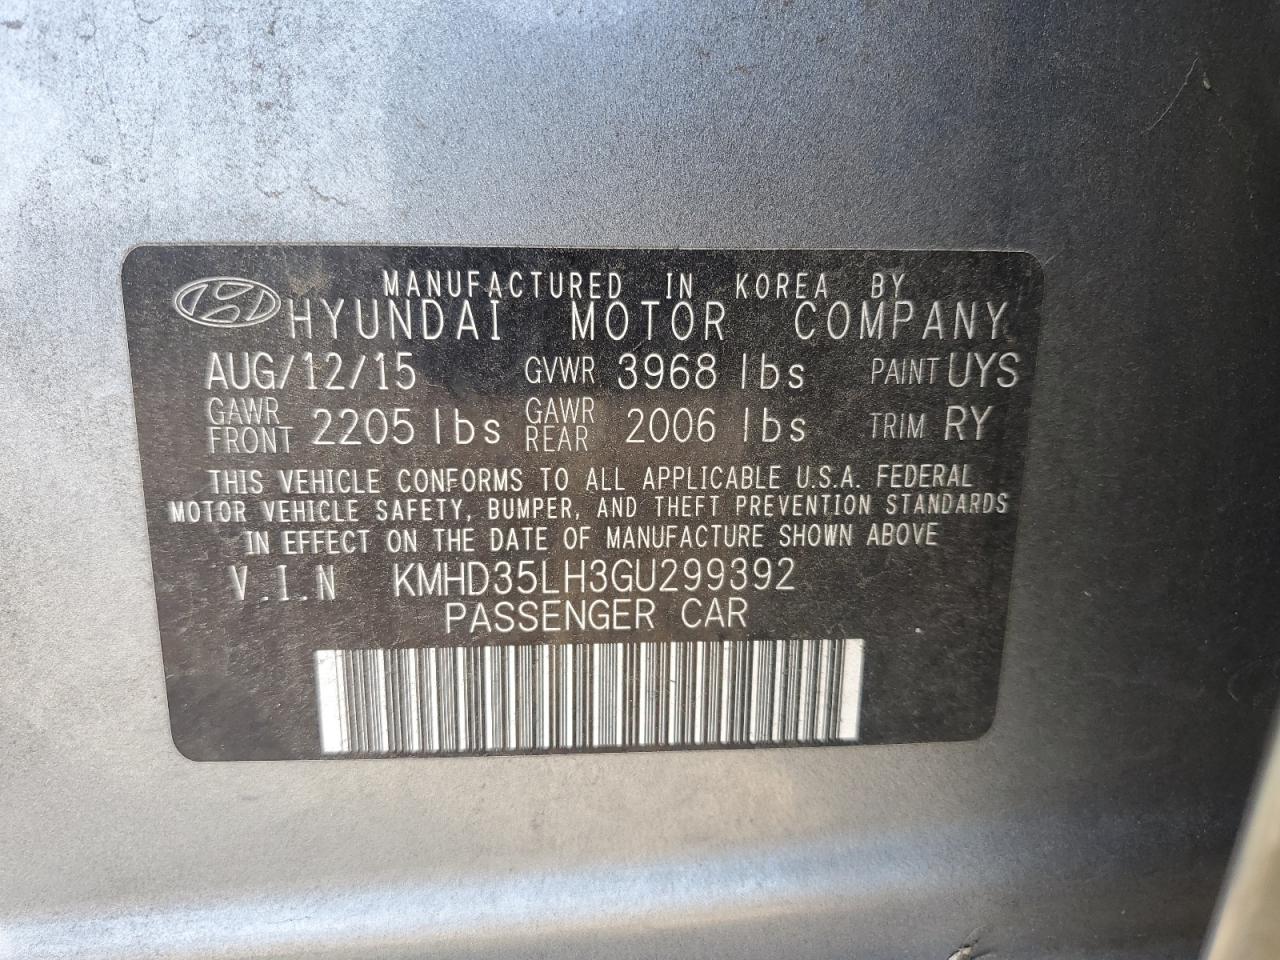 MANUFACTURED IN KOREA BY
HYUNDAI MOTOR COMPANY
AUG/12/15 GVWR 3968 lbs PAINT UYS
GAWR FRONT 2205 lbs GAWR REAR 2006 lbs TRIM RY
THIS VEHICLE CONFORMS TO ALL APPLICABLE U.S.A. FEDERAL
MOTOR VEHICLE SAFETY, BUMPER, AND THEFT PREVENTION STANDARDS
IN EFFECT ON THE DATE OF MANUFACTURE SHOWN ABOVE
V.I.N KMHD35LH3GU299392
PASSENGER CAR